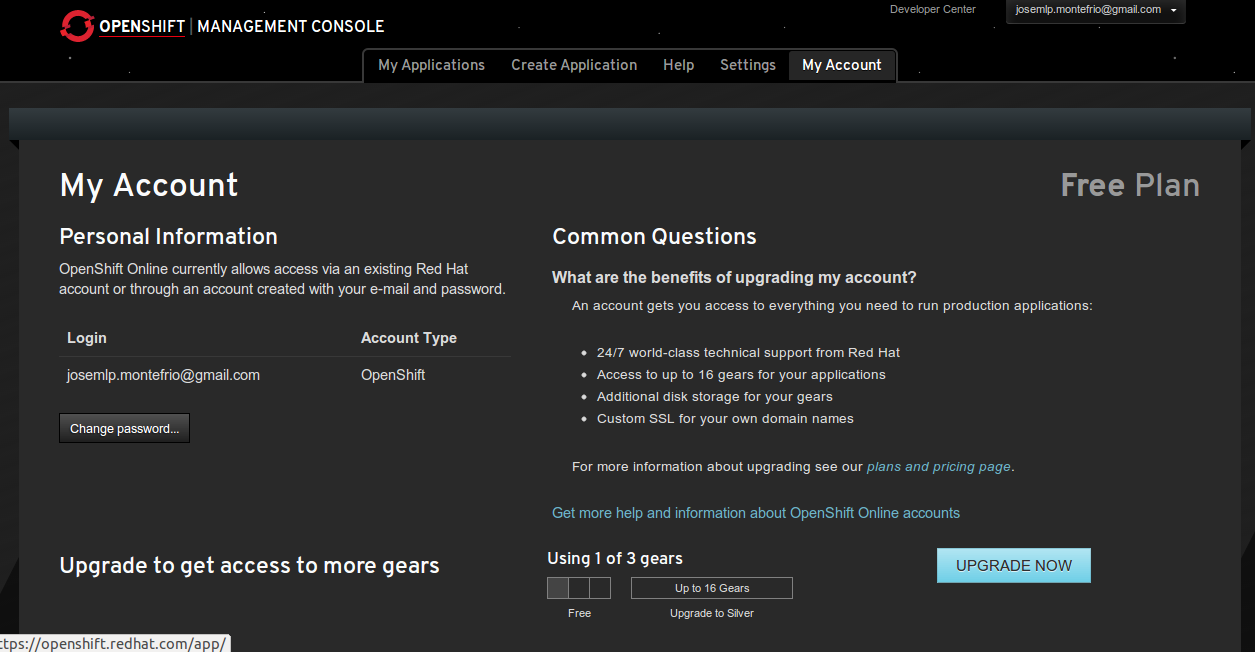 Developer Center
josemlp.montefrio@gmail.com
OPENSHIFT | MANAGEMENT CONSOLE
My Applications Create Application Help Settings My Account
My Account
Free Plan
Personal Information
OpenShift Online currently allows access via an existing Red Hat
account or through an account created with your e-mail and password.
Login Account Type
josemlp.montefrio@gmail.com OpenShift
Change password...
Common Questions
What are the benefits of upgrading my account?
An account gets you access to everything you need to run production applications:
• 24/7 world-class technical support from Red Hat
• Access to up to 16 gears for your applications
• Additional disk storage for your gears
• Custom SSL for your own domain names
For more information about upgrading see our plans and pricing page.
Get more help and information about OpenShift Online accounts
Upgrade to get access to more gears
Using 1 of 3 gears
Up to 16 Gears
Free Upgrade to Silver
UPGRADE NOW
ttps://openshift.redhat.com/app/